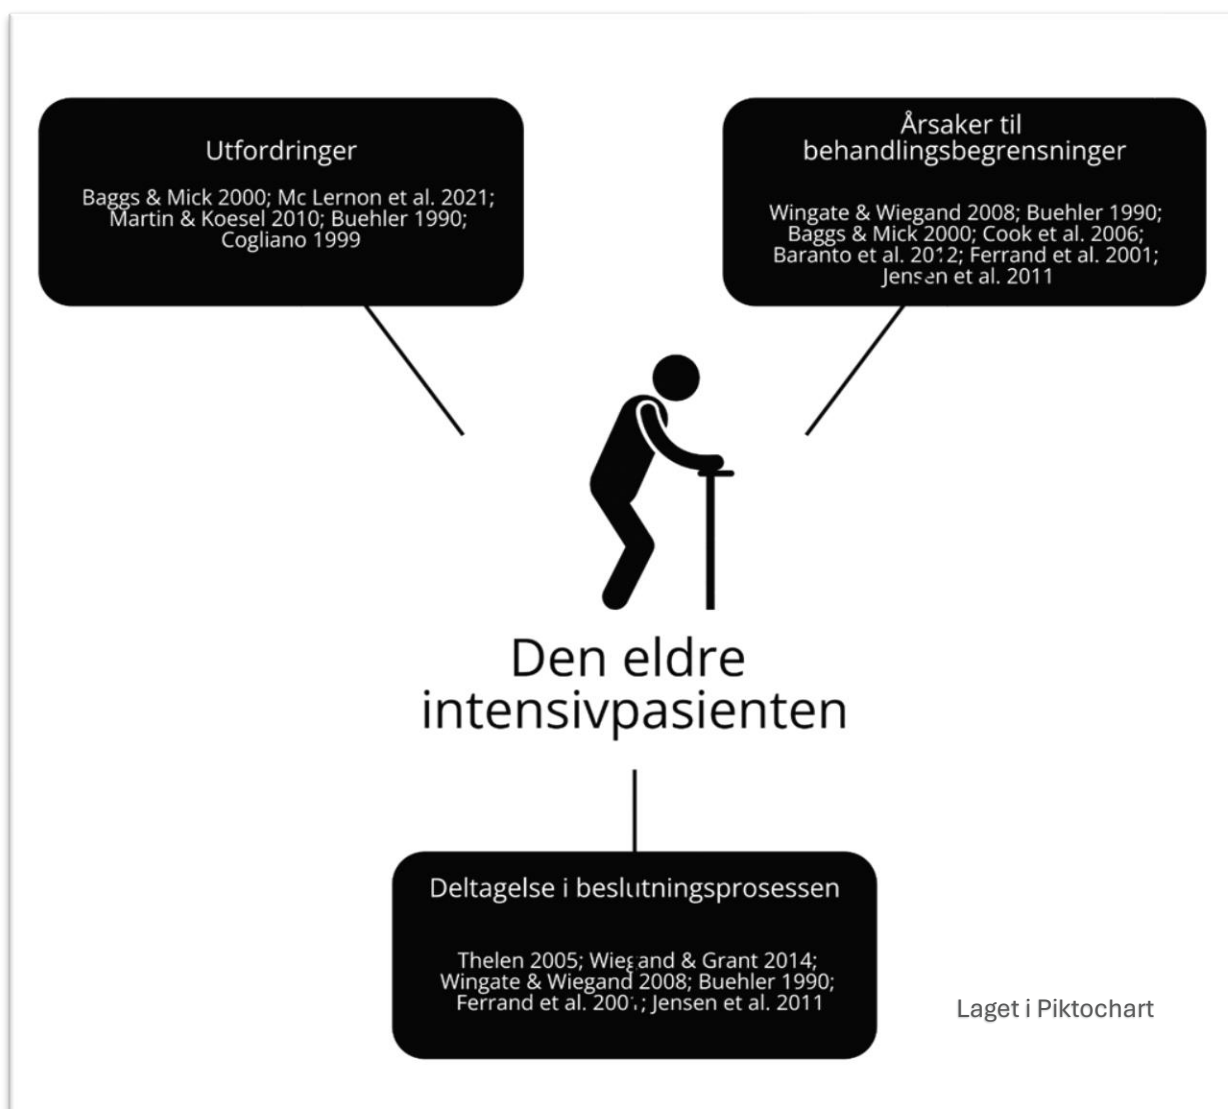 Utfordringer
Baggs & Mick 2000; Mc Lernon et al. 2021;
Martin & Koesel 2010; Buehler 1990;
Cogliano 1999
Årsaker til
behandlingsbegrensninger
Wingate & Wiegand 2008; Buehler 1990;
Baggs & Mick 2000; Cook et al. 2006;
Baranto et al. 2012; Ferrand et al. 2001;
Jensen et al. 2011
Den eldre
intensivpasienten
Deltagelse i beslutningsprosessen
Thelen 2005; Wiegand & Grant 2014;
Wingate & Wiegand 2008; Buehler 1990;
Ferrand et al. 2001; Jensen et al. 2011
Laget i Piktochart